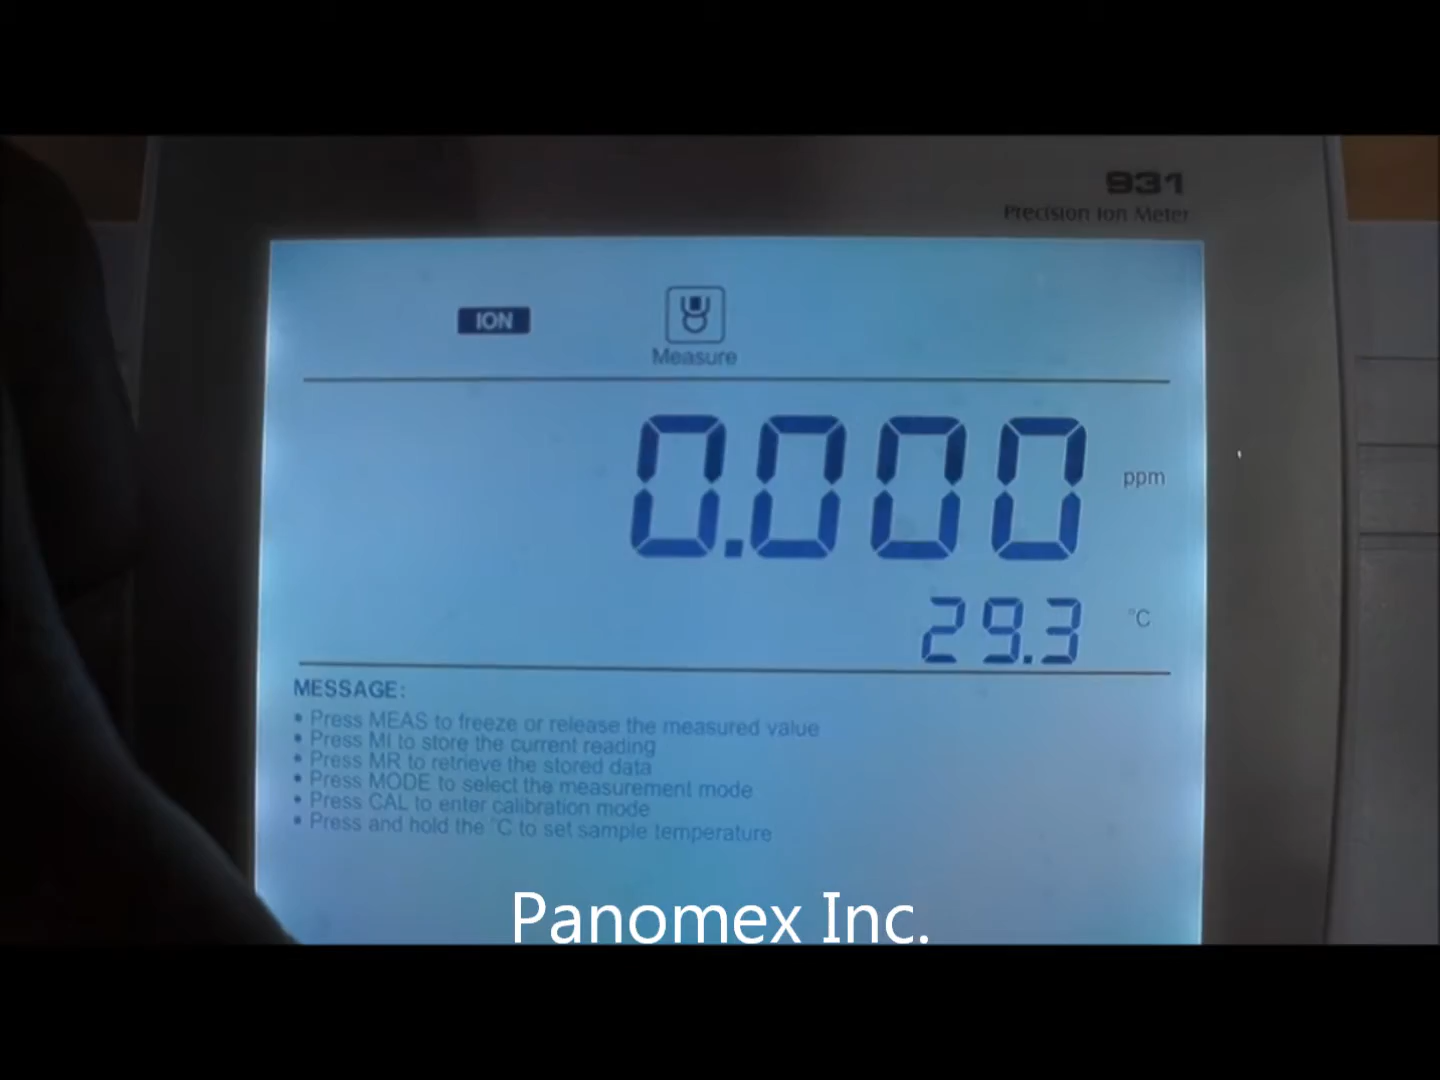 931
Precision Ion Meter
ION
Measure
0.000 ppm
29.3 °C
MESSAGE:
• Press MEAS to freeze or release the measured value
• Press MI to store the current reading
• Press MR to retrieve the stored data
• Press MODE to select the measurement mode
• Press CAL to enter calibration mode
• Press and hold the °C to set sample temperature
Panomex Inc.